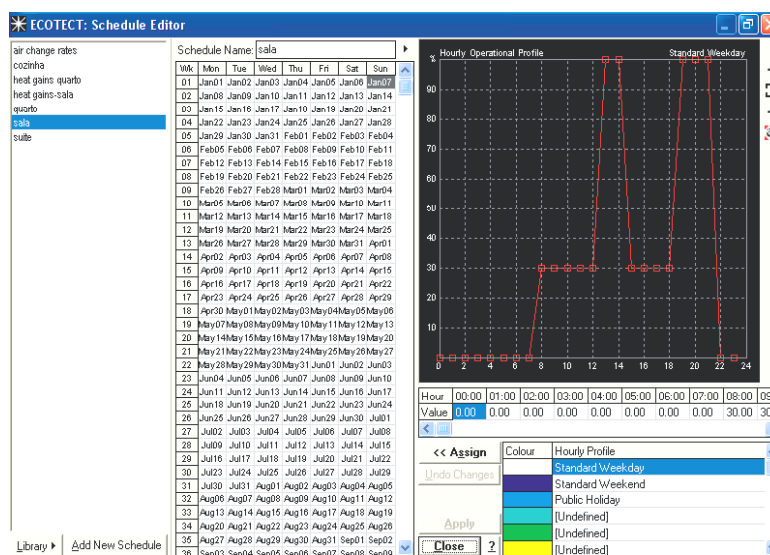 ECOTECT: Schedule Editor
air change rates
cozinha
heat gains quarto
heat gains-sala
quarto
sala
suite
Library
Add New Schedule
Schedule Name: sala
Wk Mon Tue Wed Thu Fri Sat Sun
01 Jan01 Jan02 Jan03 Jan04 Jan05 Jan06 Jan07
02 Jan08 Jan09 Jan10 Jan11 Jan12 Jan13 Jan14
03 Jan15 Jan16 Jan17 Jan18 Jan19 Jan20 Jan21
04 Jan22 Jan23 Jan24 Jan25 Jan26 Jan27 Jan28
05 Jan29 Jan30 Jan31 Feb01 Feb02 Feb03 Feb04
06 Feb05 Feb06 Feb07 Feb08 Feb09 Feb10 Feb11
07 Feb12 Feb13 Feb14 Feb15 Feb16 Feb17 Feb18
08 Feb19 Feb20 Feb21 Feb22 Feb23 Feb24 Feb25
09 Feb26 Feb27 Feb28 Mar01 Mar02 Mar03 Mar04
10 Mar05 Mar06 Mar07 Mar08 Mar09 Mar10 Mar11
11 Mar12 Mar13 Mar14 Mar15 Mar16 Mar17 Mar18
12 Mar19 Mar20 Mar21 Mar22 Mar23 Mar24 Mar25
13 Mar26 Mar27 Mar28 Mar29 Mar30 Mar31 Apr01
14 Apr02 Apr03 Apr04 Apr05 Apr06 Apr07 Apr08
15 Apr09 Apr10 Apr11 Apr12 Apr13 Apr14 Apr15
16 Apr16 Apr17 Apr18 Apr19 Apr20 Apr21 Apr22
17 Apr23 Apr24 Apr25 Apr26 Apr27 Apr28 Apr29
18 Apr30 May01 May02 May03 May04 May05 May06
19 May07 May08 May09 May10 May11 May12 May13
20 May14 May15 May16 May17 May18 May19 May20
21 May21 May22 May23 May24 May25 May26 May27
22 May28 May29 May30 May31 Jun01 Jun02 Jun03
23 Jun04 Jun05 Jun06 Jun07 Jun08 Jun09 Jun10
24 Jun11 Jun12 Jun13 Jun14 Jun15 Jun16 Jun17
25 Jun18 Jun19 Jun20 Jun21 Jun22 Jun23 Jun24
26 Jun25 Jun26 Jun27 Jun28 Jun29 Jun30 Jul01
27 Jul02 Jul03 Jul04 Jul05 Jul06 Jul07 Jul08
28 Jul09 Jul10 Jul11 Jul12 Jul13 Jul14 Jul15
29 Jul16 Jul17 Jul18 Jul19 Jul20 Jul21 Jul22
30 Jul23 Jul24 Jul25 Jul26 Jul27 Jul28 Jul29
31 Jul30 Jul31 Aug01 Aug02 Aug03 Aug04 Aug05
32 Aug06 Aug07 Aug08 Aug09 Aug10 Aug11 Aug12
33 Aug13 Aug14 Aug15 Aug16 Aug17 Aug18 Aug19
34 Aug20 Aug21 Aug22 Aug23 Aug24 Aug25 Aug26
35 Aug27 Aug28 Aug29 Aug30 Aug31 Sep01 Sep02
36 Sep03 Sep04 Sep05 Sep06 Sep07 Sep08 Sep09
% Hourly Operational Profile Standard Weekday
90
80
70
60
50
40
30
20
10
0 2 4 6 8 10 12 14 16 18 20 22 24
Hour 00:00 01:00 02:00 03:00 04:00 05:00 06:00 07:00 08:00
Value 0.00 0.00 0.00 0.00 0.00 0.00 0.00 0.00 30.00
<< Assign
Undo Changes
Apply
Close ?
Colour Hourly Profile
Standard Weekday
Standard Weekend
Public Holiday
[Undefined]
[Undefined]
[Undefined]